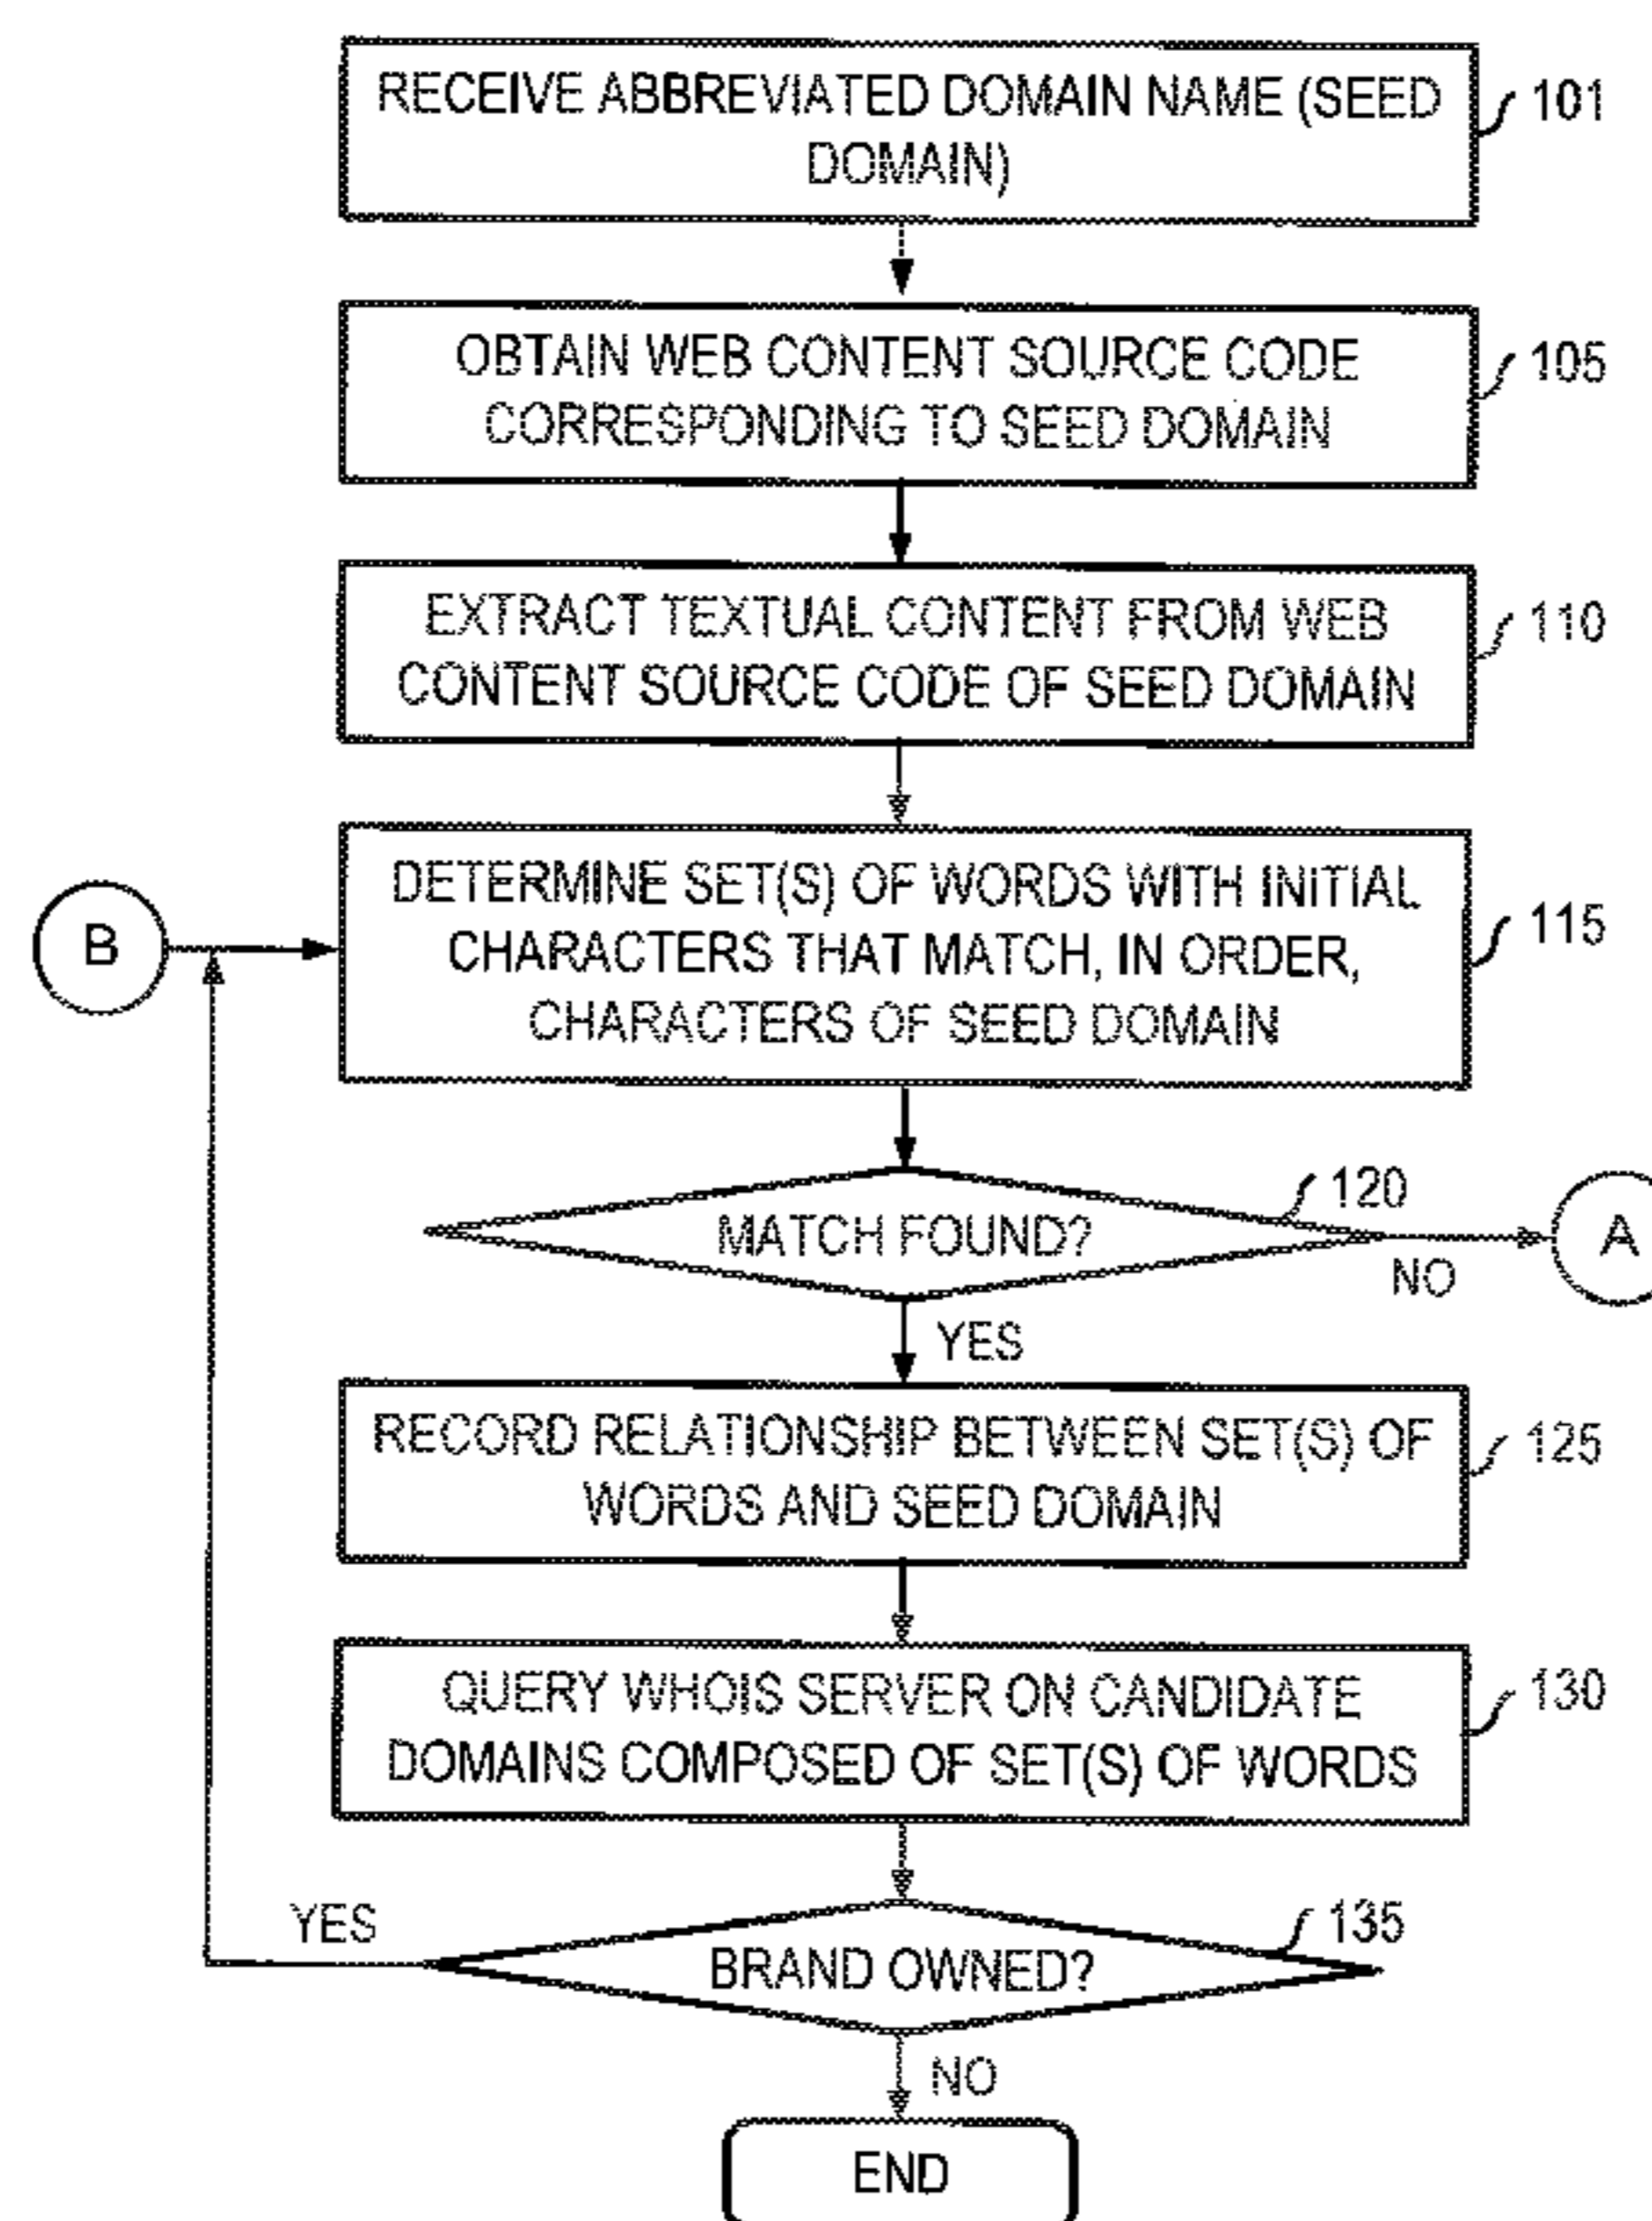 RECEIVE ABBREVIATED DOMAIN NAME (SEED
DOMAIN)
101
OBTAIN WEB CONTENT SOURCE CODE
CORRESPONDING TO SEED DOMAIN
105
EXTRACT TEXTUAL CONTENT FROM WEB
CONTENT SOURCE CODE OF SEED DOMAIN
110
B
DETERMINE SET(S) OF WORDS WITH INITIAL
CHARACTERS THAT MATCH, IN ORDER,
CHARACTERS OF SEED DOMAIN
115
MATCH FOUND?
120
NO
A
YES
RECORD RELATIONSHIP BETWEEN SET(S) OF
WORDS AND SEED DOMAIN
125
QUERY WHOIS SERVER ON CANDIDATE
DOMAINS COMPOSED OF SET(S) OF WORDS
130
YES
BRAND OWNED?
135
NO
END